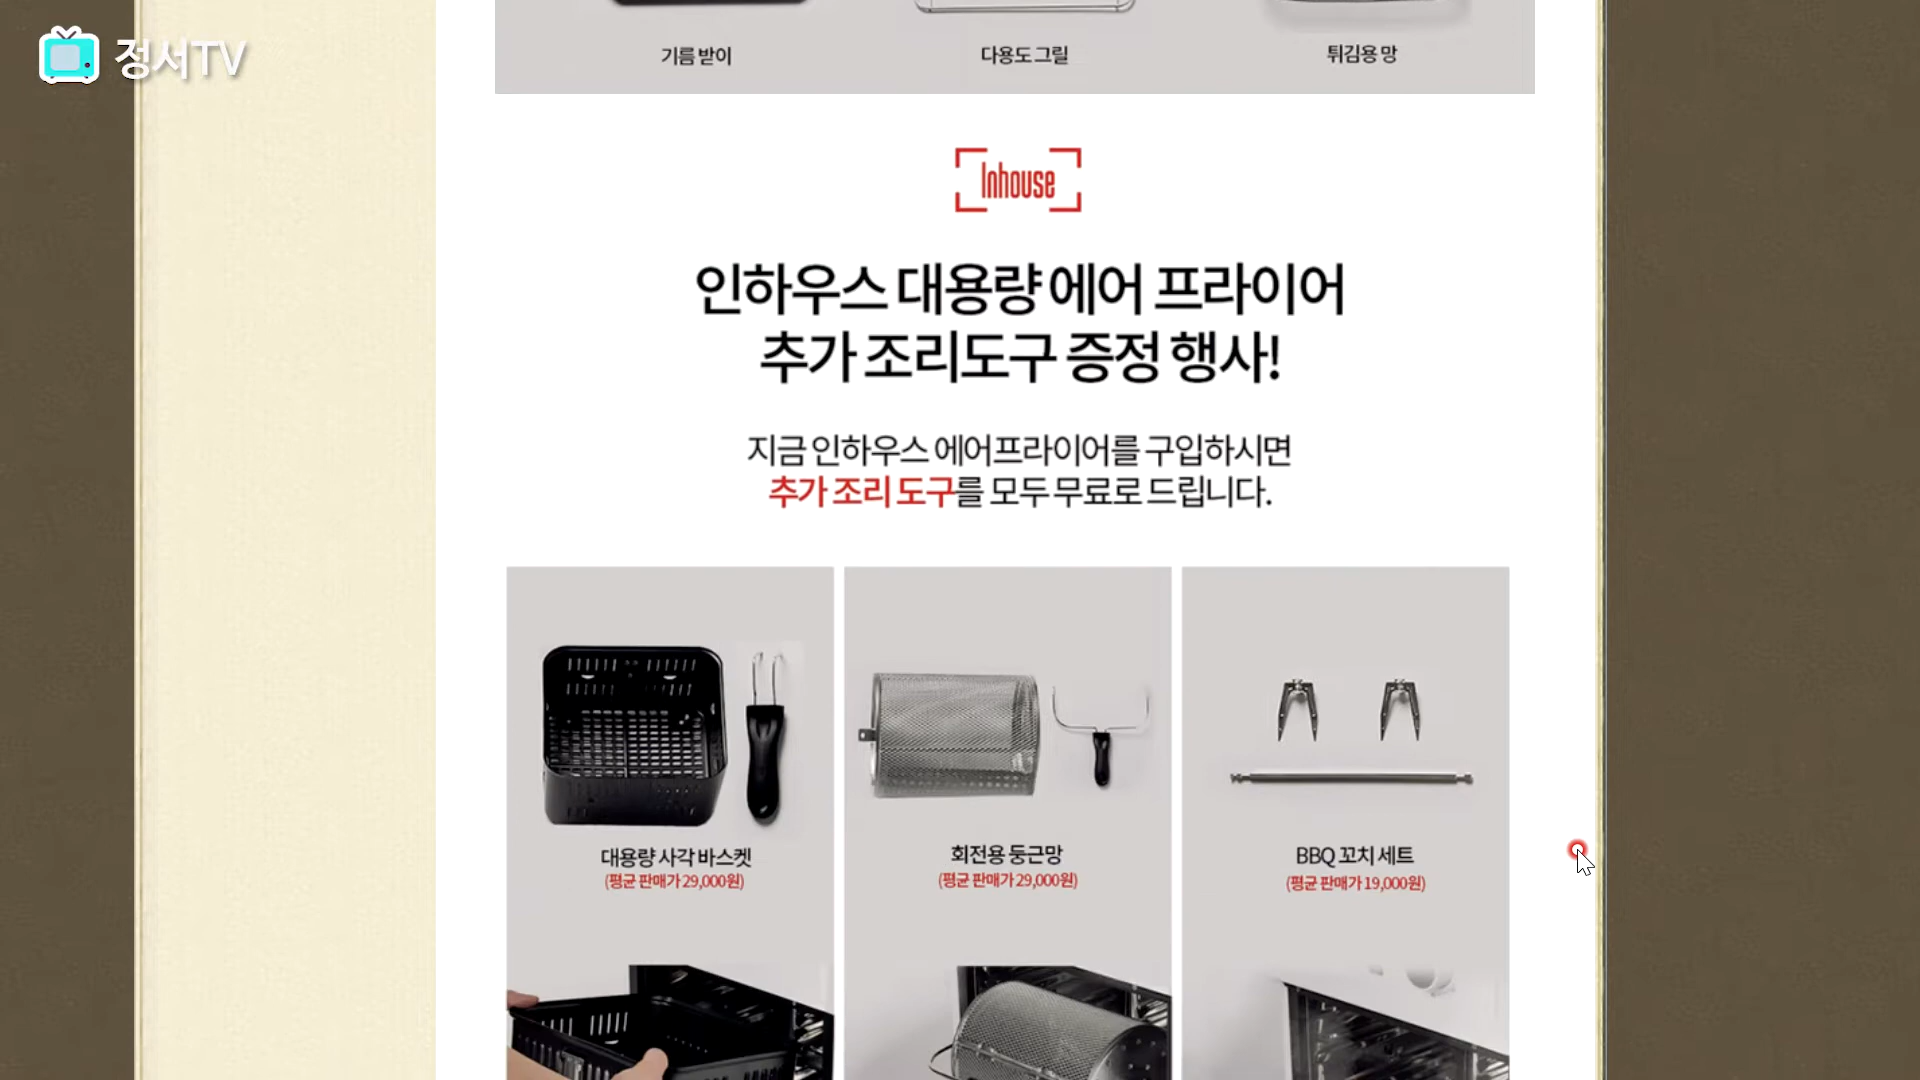 정서TV
기름 받이
다용도 그릴
튀김용 망
Inhouse
인하우스 대용량 에어 프라이어
추가 조리도구 증정 행사!
지금 인하우스 에어프라이어를 구입하시면
추가 조리 도구를 모두 무료로 드립니다.
대용량 사각 바스켓
(평균 판매가 29,000원)
회전용 둥근망
(평균 판매가 29,000원)
BBQ 꼬치 세트
(평균 판매가 19,000원)